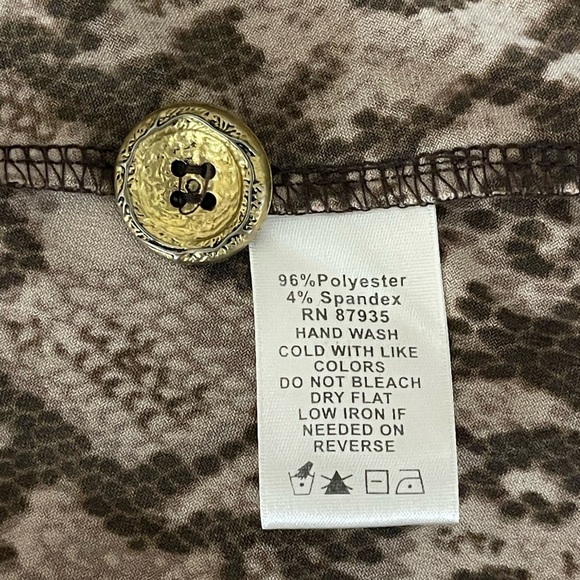 96%Polyester
4% Spandex
RN 87935
HAND WASH
COLD WITH LIKE
COLORS
DO NOT BLEACH
DRY FLAT
LOW IRON IF
NEEDED ON
REVERSE